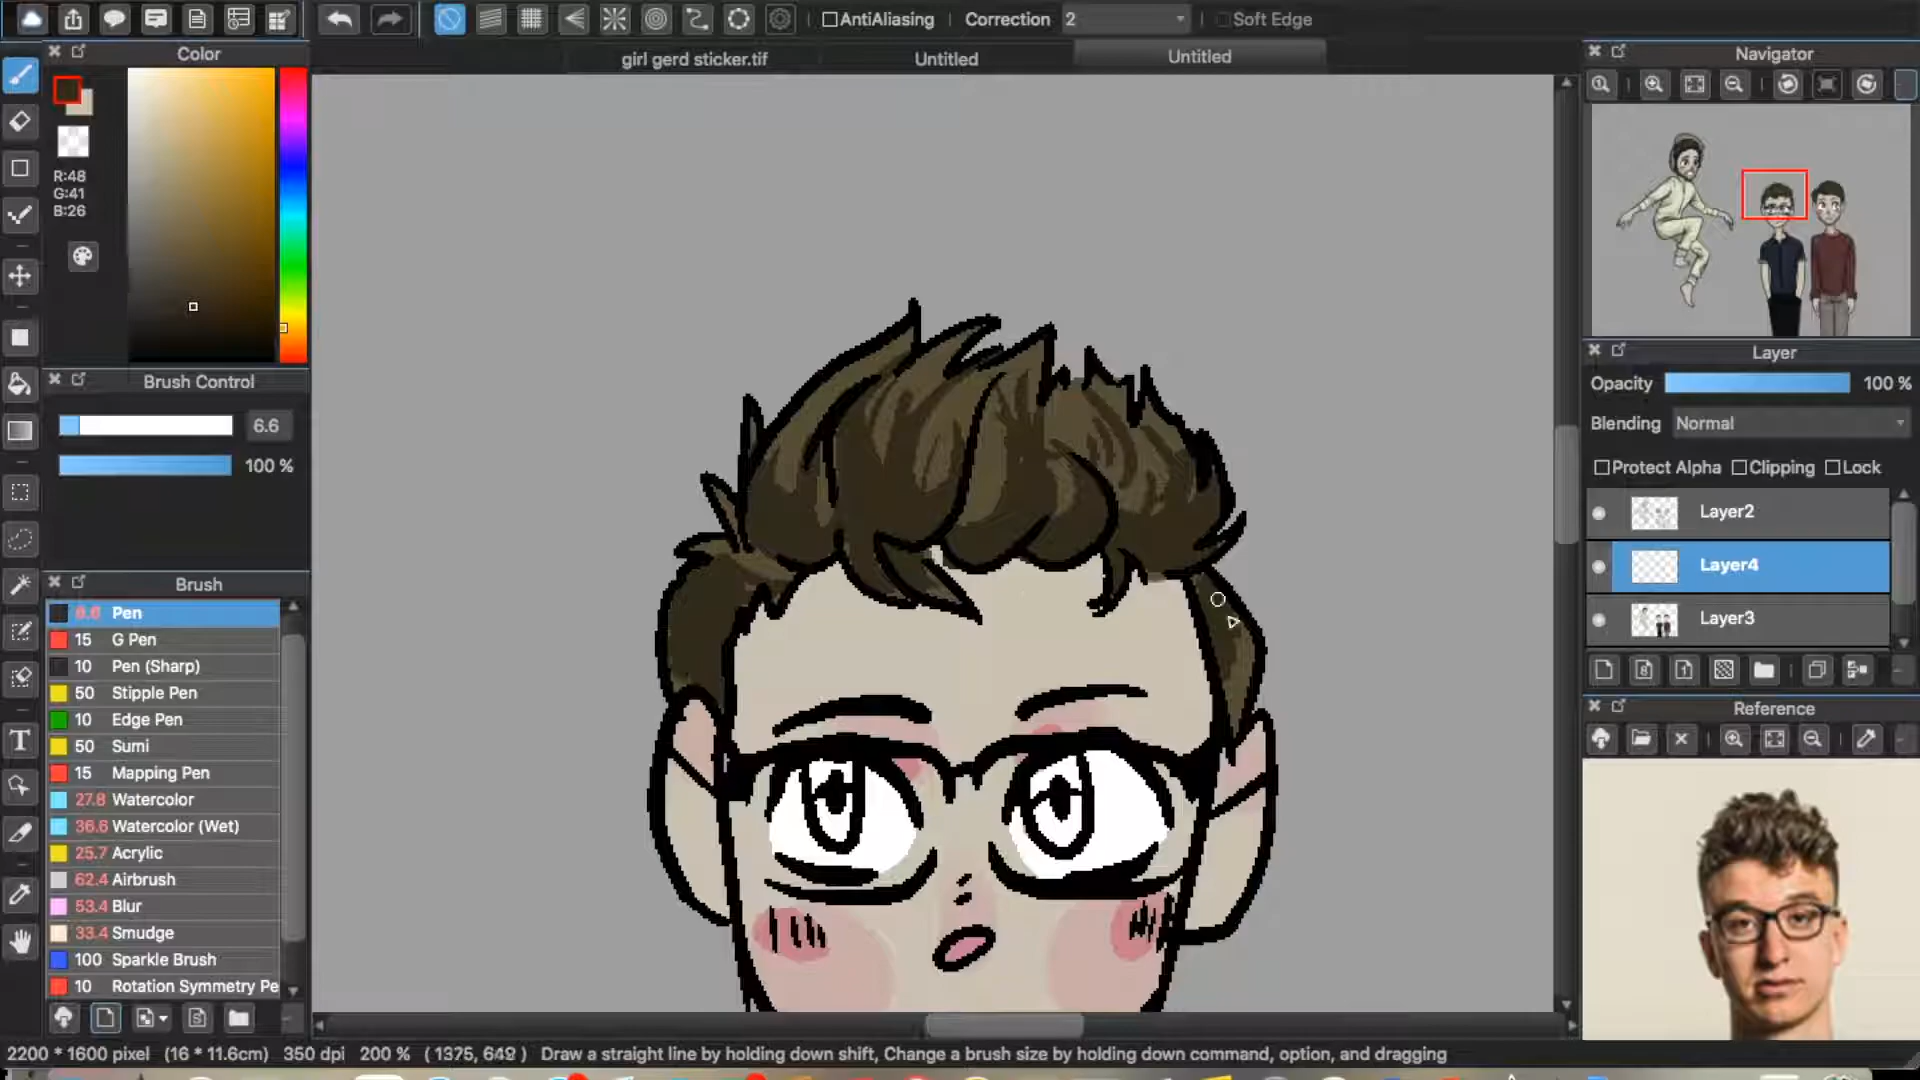 AntiAliasing Correction 2 Soft Edge
girl gerd sticker.tif Untitled Untitled
Color
R:48
G:41
B:26
Brush Control
6.6
100 %
Brush
6.6 Pen
15 G Pen
10 Pen (Sharp)
50 Stipple Pen
10 Edge Pen
50 Sumi
15 Mapping Pen
27.8 Watercolor
36.6 Watercolor (Wet)
25.7 Acrylic
62.4 Airbrush
53.4 Blur
33.4 Smudge
100 Sparkle Brush
10 Rotation Symmetry Pe
Navigator
Layer
Opacity 100 %
Blending Normal
Protect Alpha Clipping Lock
Layer2
Layer4
Layer3
Reference
2200 * 1600 pixel (16 * 11.6cm) 350 dpi 200 % Draw a straight line by holding down shift, Change a brush size by holding down command, option, and dragging